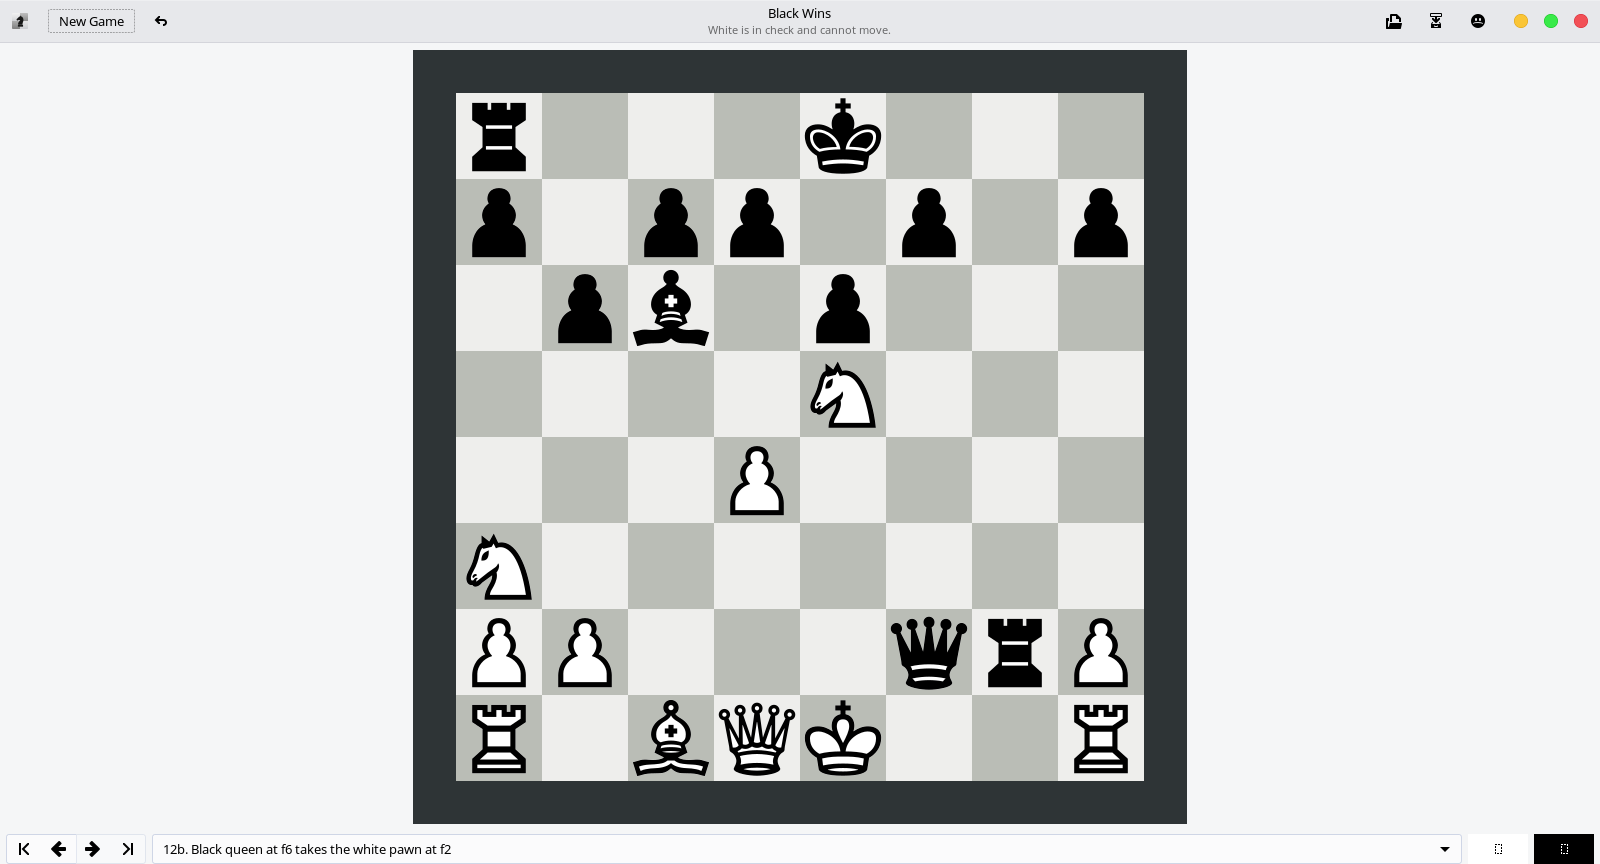 New Game
Black Wins
White is in check and cannot move.
12b. Black queen at f6 takes the white pawn at f2